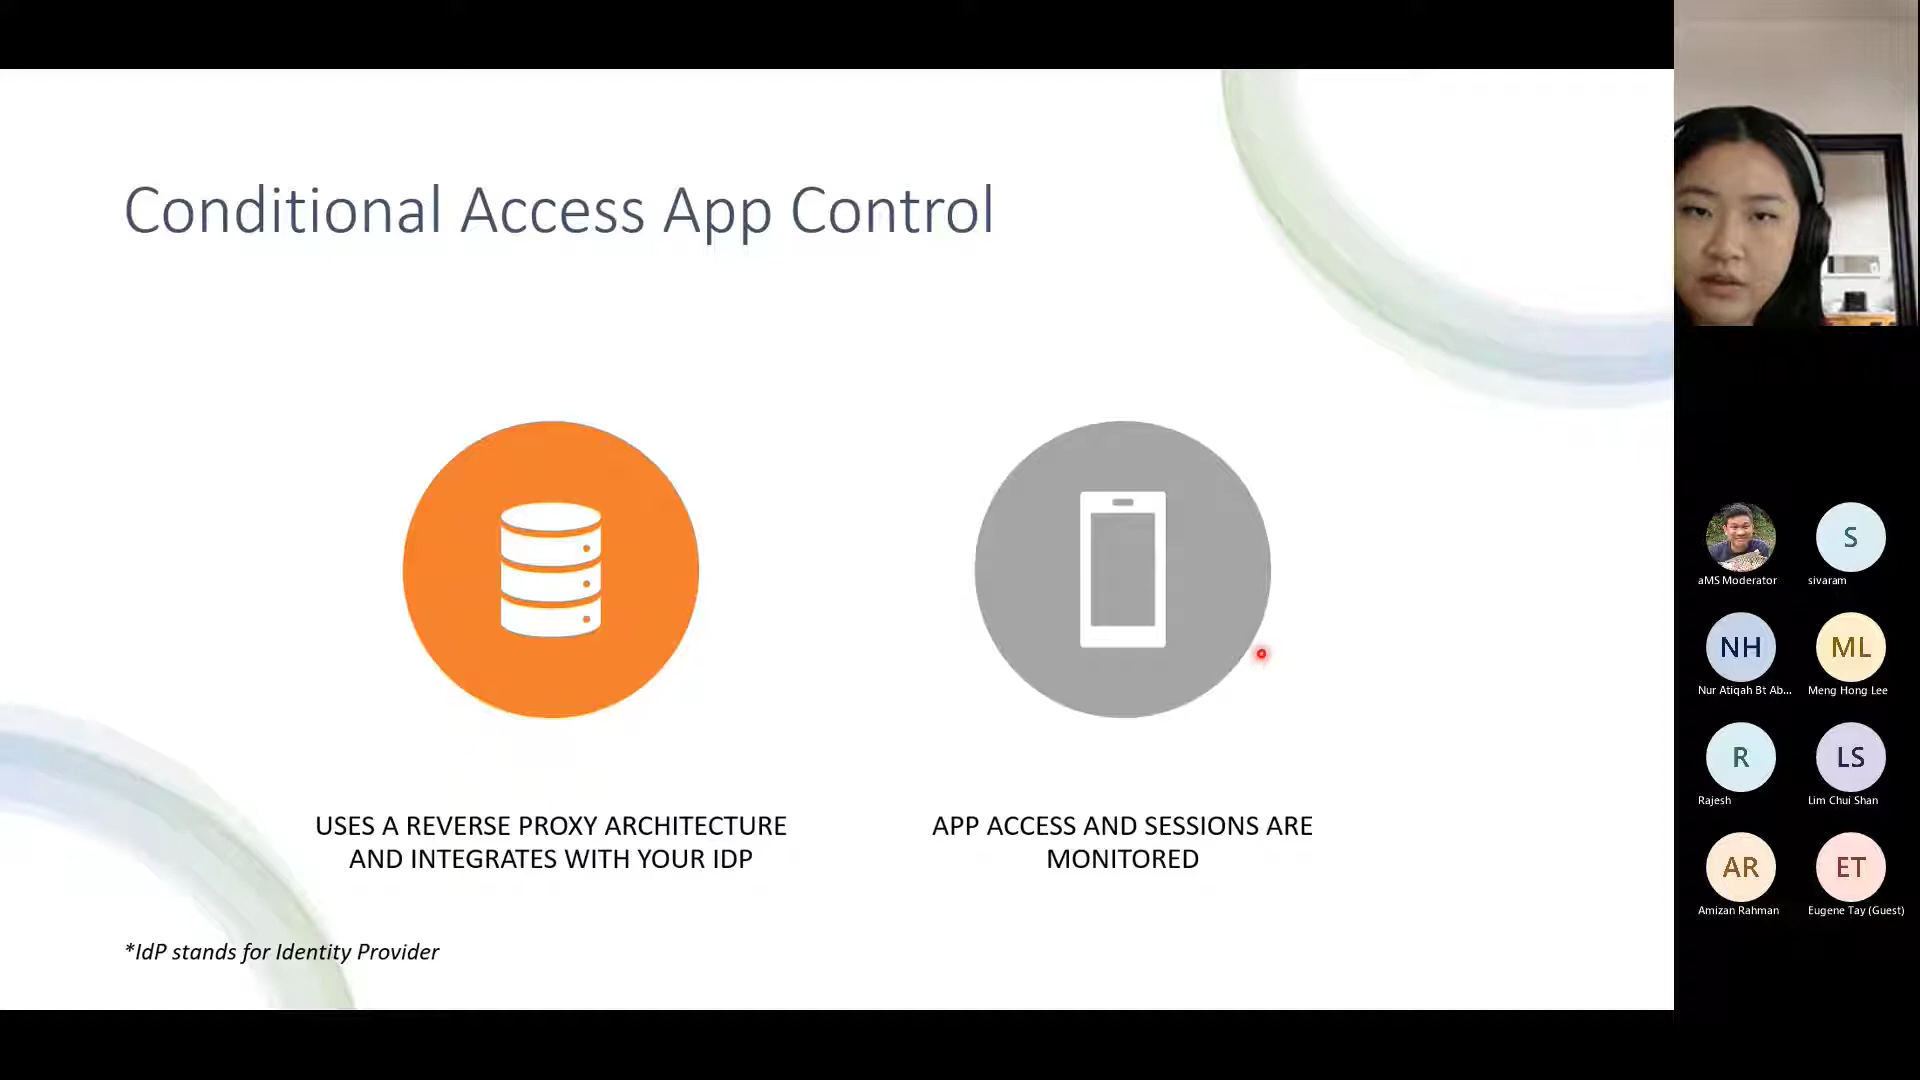 Conditional Access App Control
USES A REVERSE PROXY ARCHITECTURE
AND INTEGRATES WITH YOUR IDP
APP ACCESS AND SESSIONS ARE
MONITORED
*IdP stands for Identity Provider
S
aMS Moderator
sivaram
NH
ML
Nur Atiqah Bt Ab...
Meng Hong Lee
R
LS
Rajesh
Lim Chui Shan
AR
ET
Amizan Rahman
Eugene Tay (Guest)